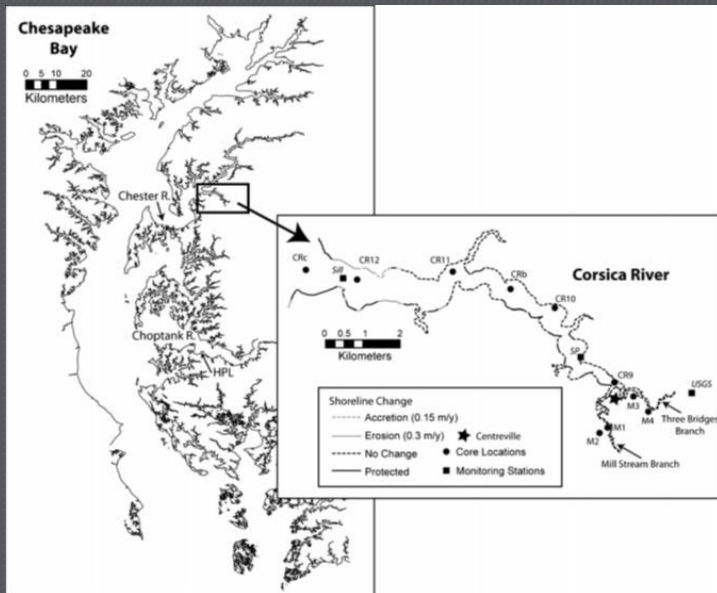 Chesapeake
Bay
0 5 10 20
Kilometers
Chester R.
Choptank R.
HPL
Corsica River
CRc
Sill
CR12
CR11
CRb
CR10
SP
CR9
USGS
M3
M4
M1
M2
Three Bridges
Branch
Mill Stream Branch
0 0.5 1 2
Kilometers
Shoreline Change
Accretion (0.15 m/y)
Erosion (0.3 m/y)
No Change
Protected
Centreville
Core Locations
Monitoring Stations